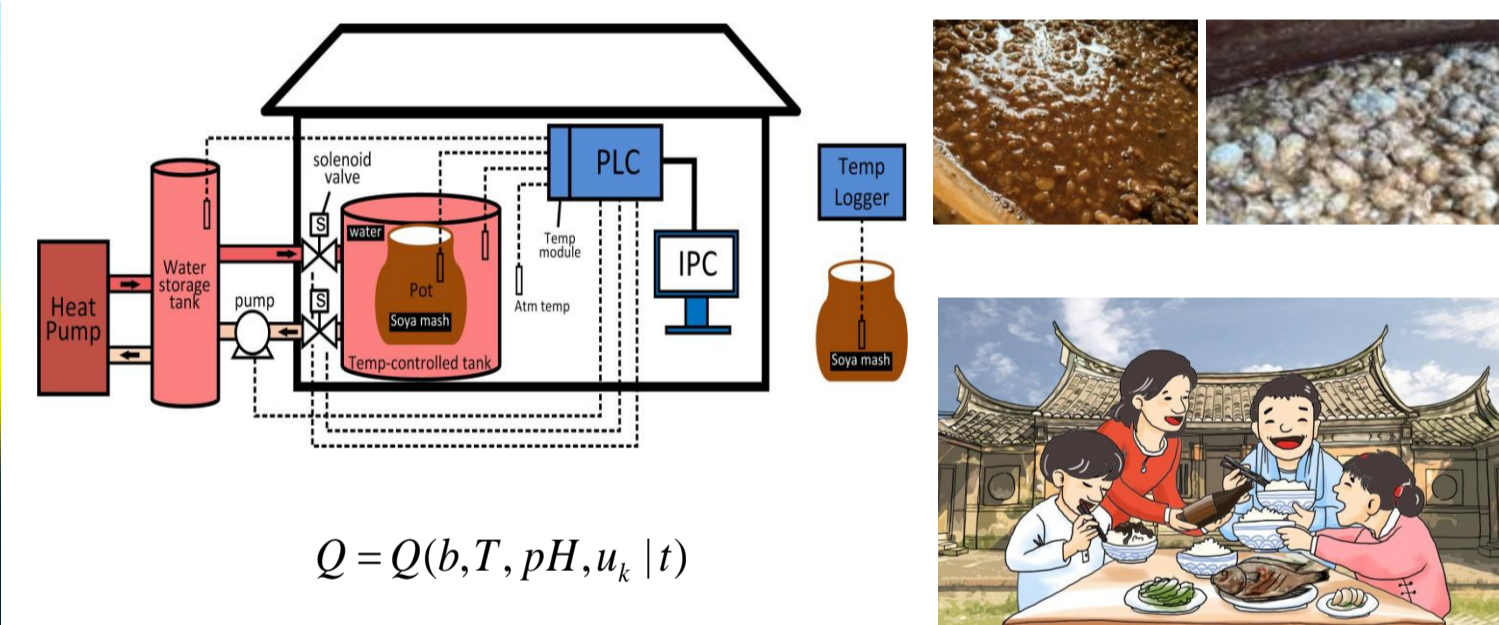 solenoid
valve
S
water
Pot
Soya mash
Temp-controlled tank
Heat
Pump
Water
storage
tank
pump
S
PLC
Temp
module
Atm temp
IPC
Temp
Logger
Soya mash
Q = Q(b,T, pH,u_k | t)